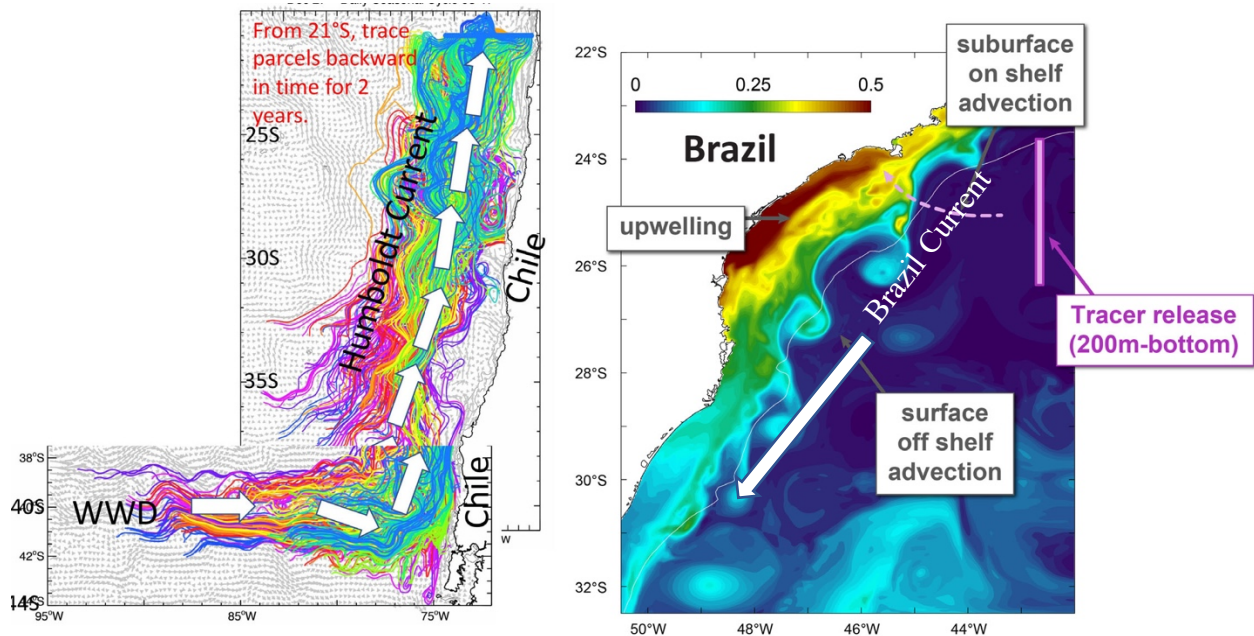 From 21°S, trace
parcels backward
in time for 2
years.
25S
30S
35S
Humboldt Current
Chile
38°S
40°S
42°S
44°S
WWD
Chile
W
95°W
85°W
75°W
22°S
24°S
26°S
28°S
30°S
32°S
0
0.25
0.5
Brazil
suburface
on shelf
advection
upwelling
Brazil Current
Tracer release
(200m-bottom)
surface
off shelf
advection
50°W
48°W
46°W
44°W